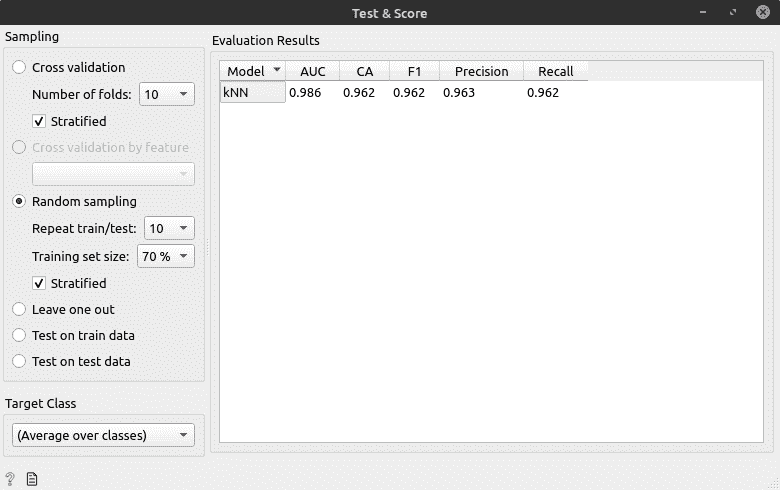 Test & Score
Sampling
Cross validation
Number of folds: 10
Stratified
Cross validation by feature
Random sampling
Repeat train/test: 10
Training set size: 70 %
Stratified
Leave one out
Test on train data
Test on test data
Target Class
(Average over classes)
?
Evaluation Results
Model AUC CA F1 Precision Recall
kNN 0.986 0.962 0.962 0.963 0.962